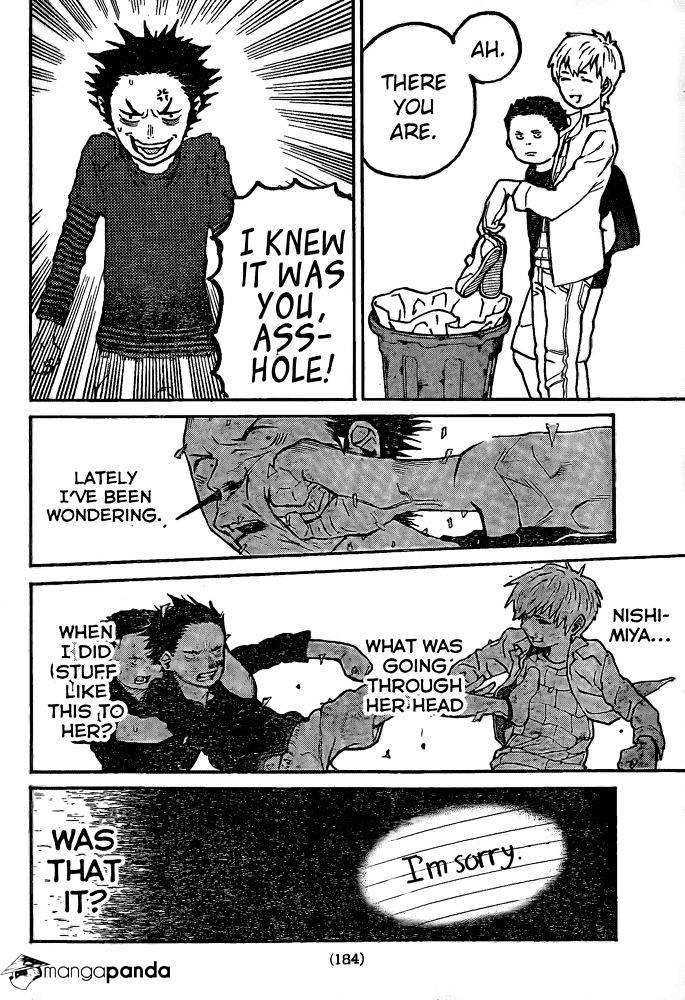 AH.
THERE
YOU
ARE.
I KNEW
IT WAS
YOU,
ASS-
HOLE!
LATELY
I'VE BEEN
WONDERING.
NISHI-
MIYA...
WHAT WAS
GOING
THROUGH
HER HEAD
WHEN
I DID
STUFF
LIKE
THIS TO
HER?
I'm sorry.
WAS
THAT
IT?
(184)
mangapanda